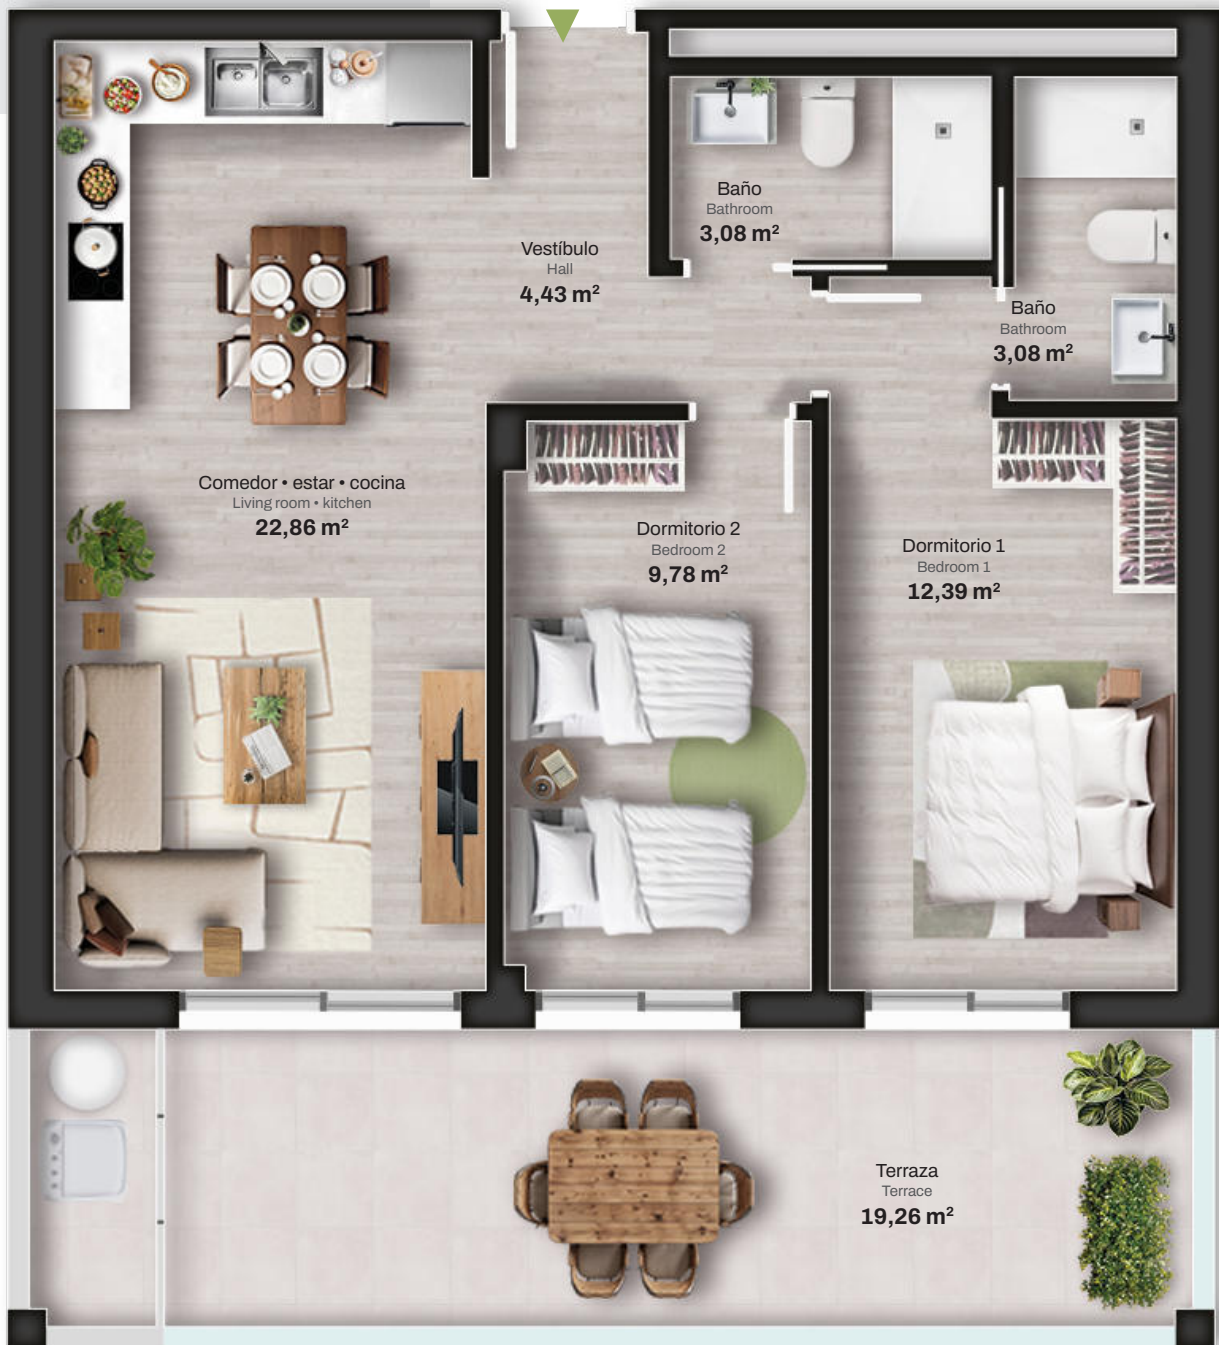 Baño
Bathroom
3,08 m²
Vestíbulo
Hall
4,43 m²
Baño
Bathroom
3,08 m²
Comedor • estar • cocina
Living room • kitchen
22,86 m²
Dormitorio 2
Bedroom 2
9,78 m²
Dormitorio 1
Bedroom 1
12,39 m²
Terraza
Terrace
19,26 m²